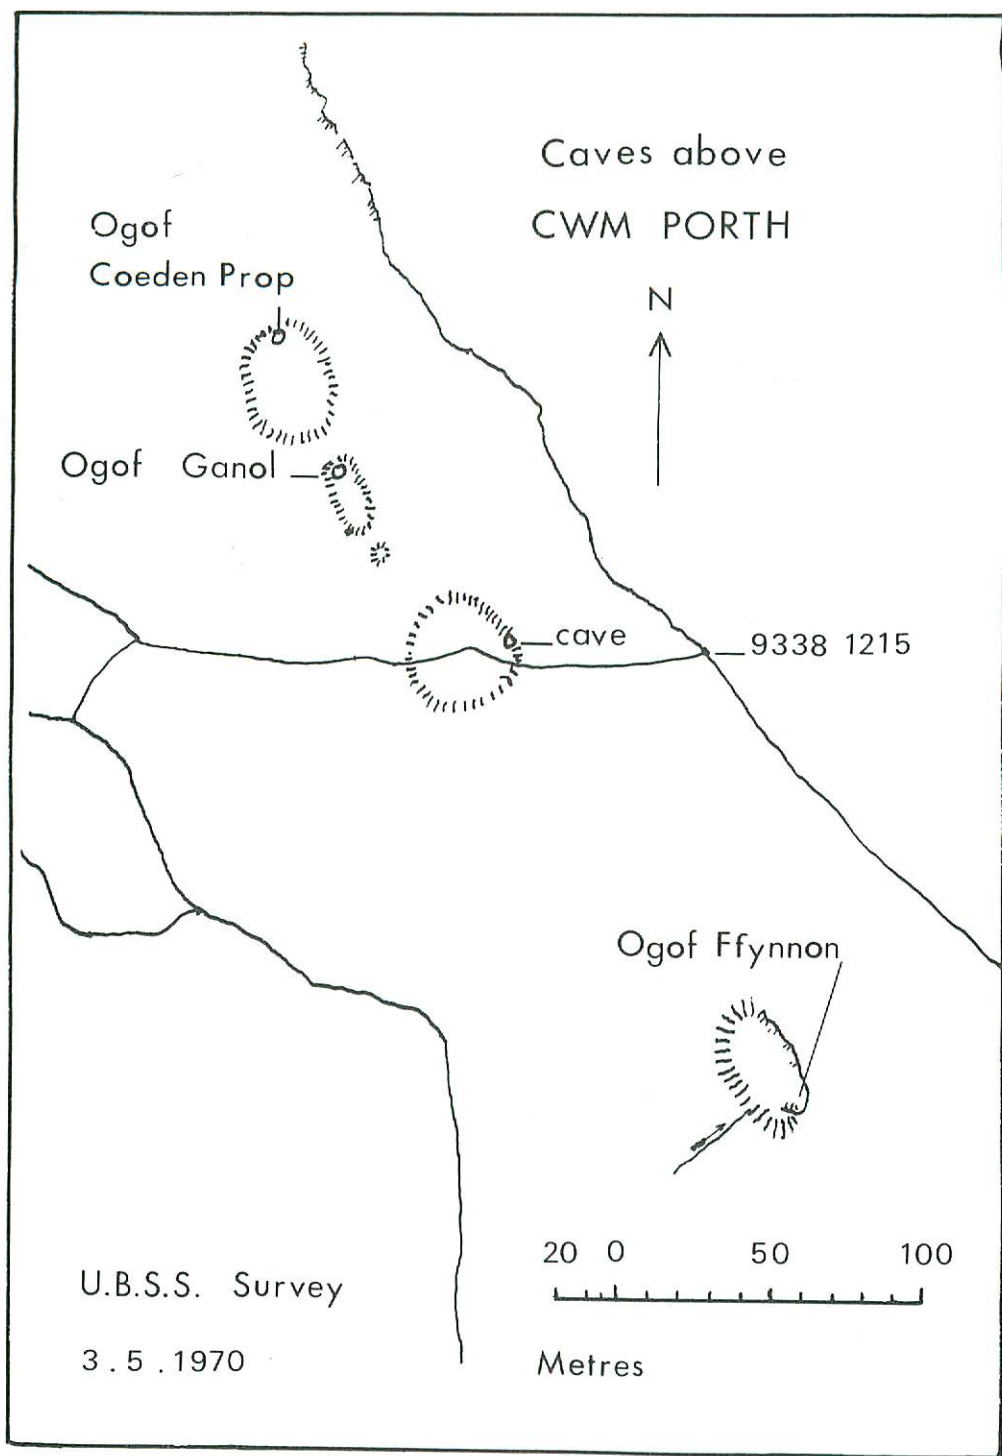 Caves above
CWM PORTH
N
Ogof
Coeden Prop
Ogof Ganol
cave
9338 1215
Ogof Ffynnon
20 0 50 100
Metres
U.B.S.S. Survey
3.5.1970